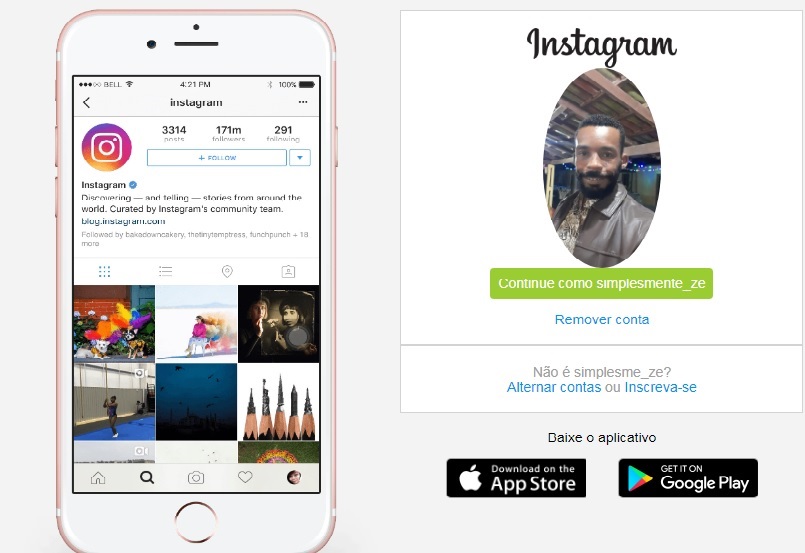 BELL
4:21 PM
100%
instagram
3314
171m
291
posts
followers
following
+ FOLLOW
Instagram
Discovering — and telling — stories from around the
world. Curated by Instagram's community team.
blog.instagram.com
Followed by bakedowncakery, thetinytemptress, funchpunch + 18
more
Instagram
Continue como simplesmente_ze
Remover conta
Não é simplesme_ze?
Alternar contas ou Inscreva-se
Baixe o aplicativo
Download on the
App Store
GET IT ON
Google Play